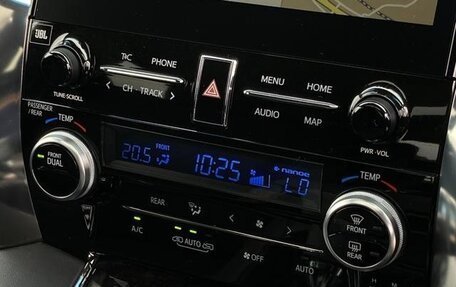 JBL
T/C PHONE
TUNE•SCROLL
CH - TRACK
MENU HOME
AUDIO MAP
PWR•VOL
PASSENGER
/ REAR
TEMP
FRONT
DUAL
20.5 FRONT 10:25 nanoe LO
REAR
A/C
AUTO
OFF
AUTO
TEMP
FRONT
REAR